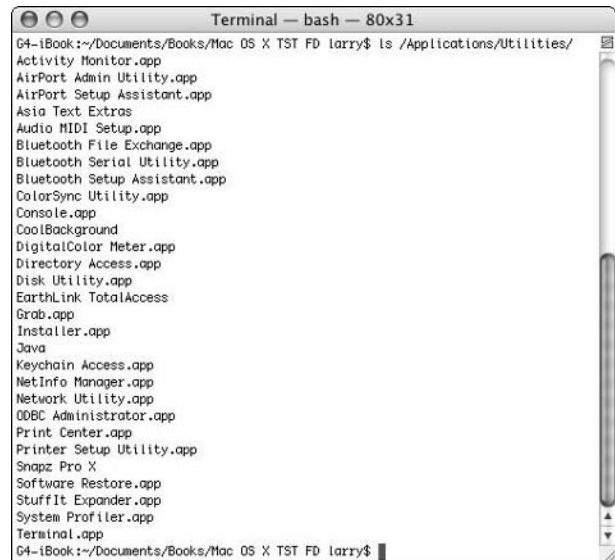 Terminal — bash — 80x31
G4-iBook:~/Documents/Books/Mac OS X TST FD larry$ ls /Applications/Utilities/
Activity Monitor.app
AirPort Admin Utility.app
AirPort Setup Assistant.app
Asia Text Extras
Audio MIDI Setup.app
Bluetooth File Exchange.app
Bluetooth Serial Utility.app
Bluetooth Setup Assistant.app
ColorSync Utility.app
Console.app
CoolBackground
DigitalColor Meter.app
Directory Access.app
Disk Utility.app
EarthLink TotalAccess
Grab.app
Installer.app
Java
Keychain Access.app
NetInfo Manager.app
Network Utility.app
ODBC Administrator.app
Print Center.app
Printer Setup Utility.app
Snapz Pro X
Software Restore.app
StuffIt Expander.app
System Profiler.app
Terminal.app
G4-iBook:~/Documents/Books/Mac OS X TST FD larry$